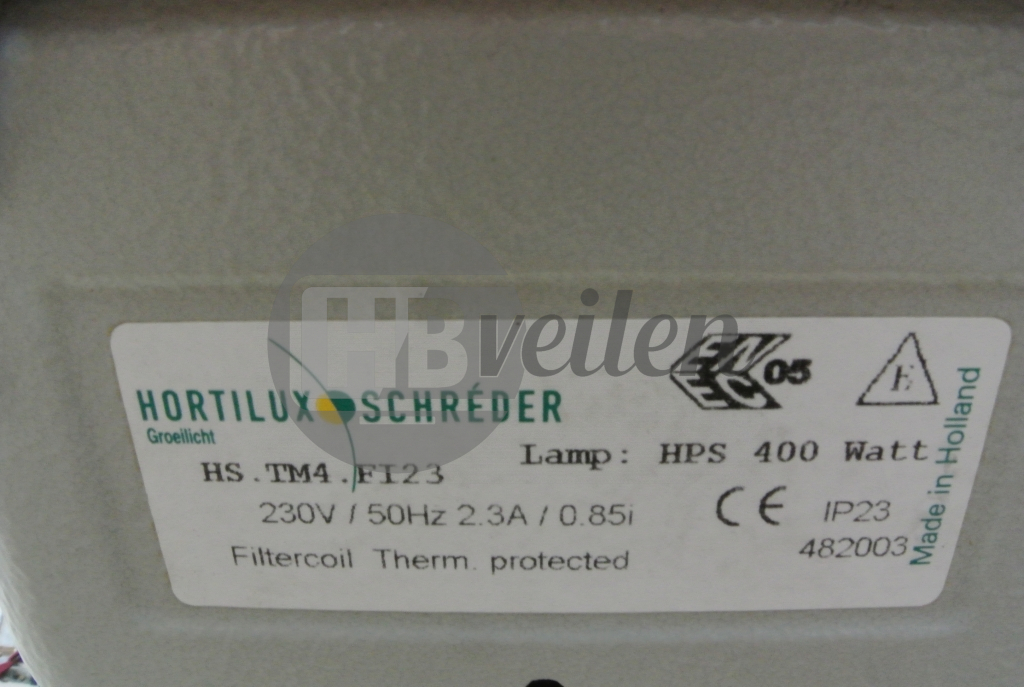 HBveilen
ENEC 05
E
HORTILUX SCHRÉDER
Groeilicht
Lamp: HPS 400 Watt
HS.TM4.FI23
230V / 50Hz 2.3A / 0.85i
CE IP23
Filtercoil Therm. protected
482003
Made in Holland